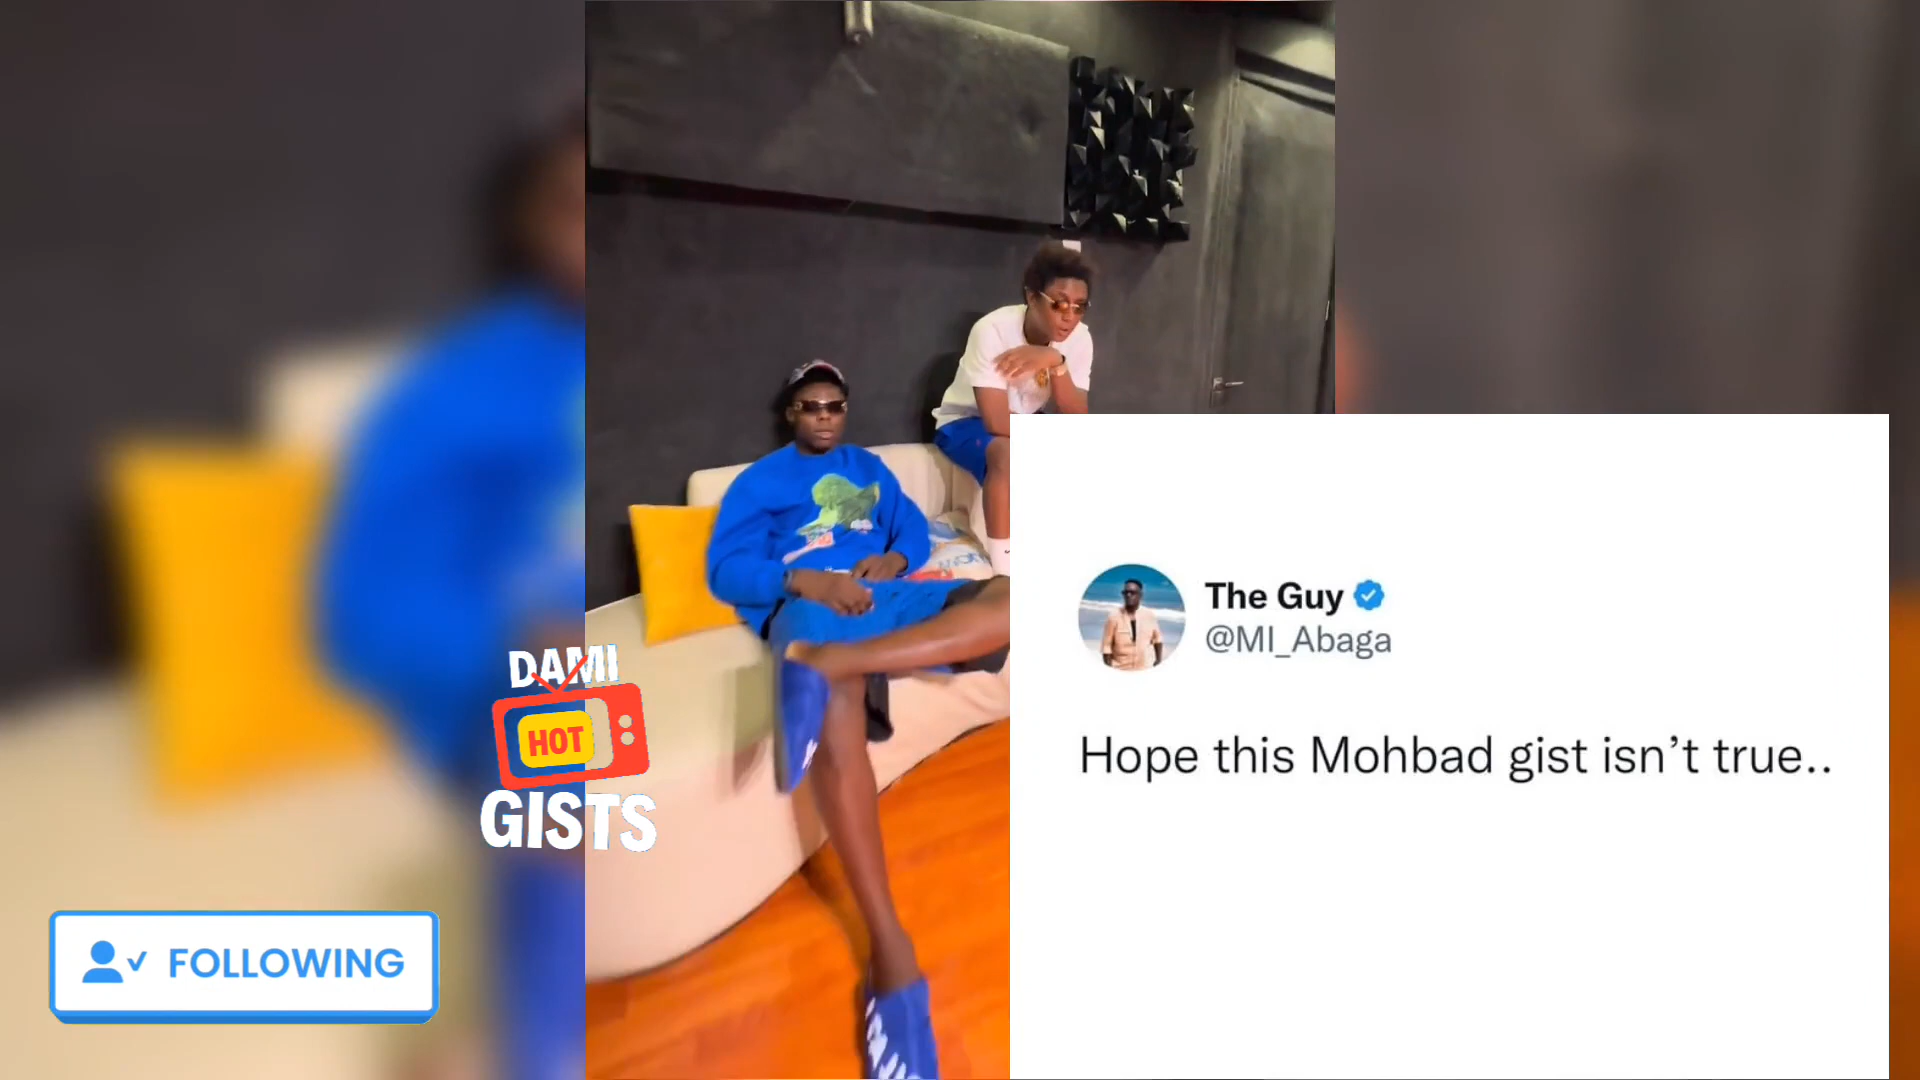 DAMI
HOT
GISTS
FOLLOWING
The Guy
@MI_Abaga
Hope this Mohbad gist isn’t true..